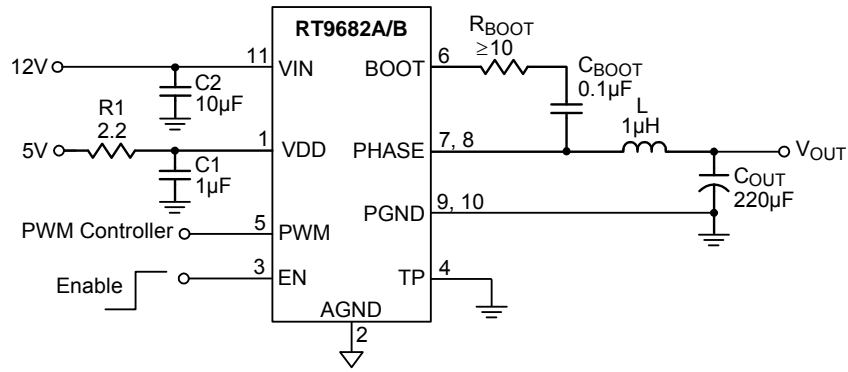 RT9682A/B
12V
11
VIN
C2
10µF
R1
2.2
5V
1
VDD
C1
1µF
PWM Controller
5
PWM
Enable
3
EN
AGND
2
BOOT
6
RBOOT
≥10
CBOOT
0.1µF
PHASE
7, 8
L
1µH
VOUT
COUT
220µF
PGND
9, 10
TP
4